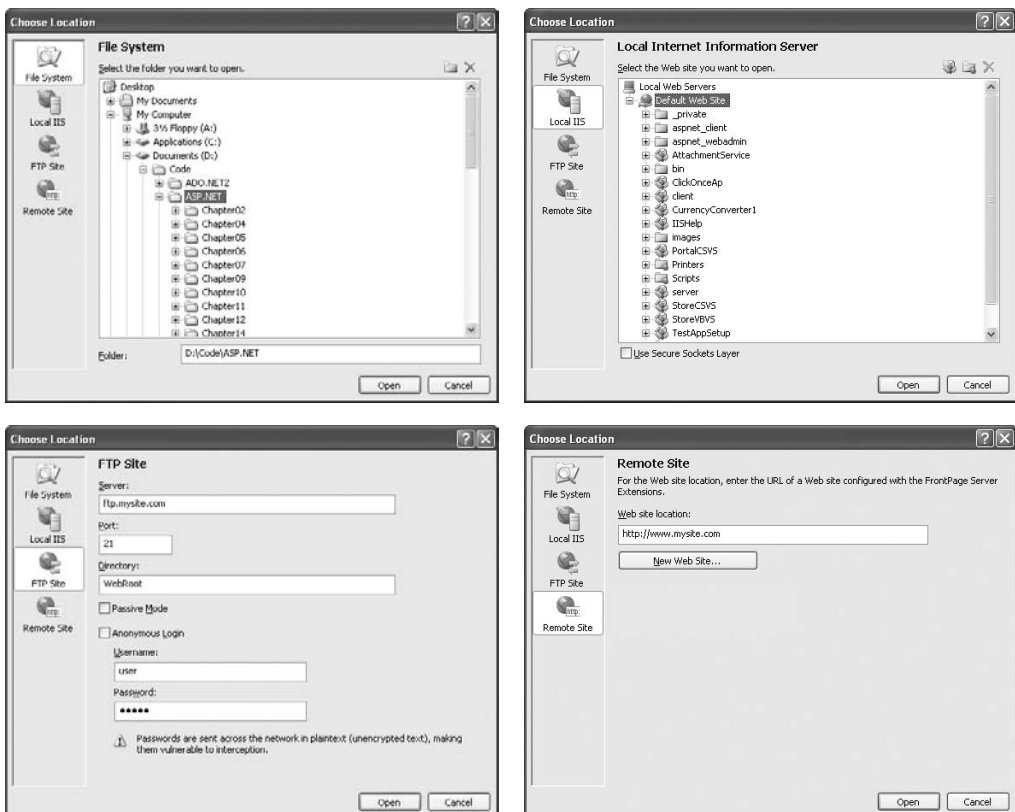 Choose Location
File System
Local IIS
FTP Site
Remote Site
File System
Select the folder you want to open.
Desktop
My Documents
My Computer
3½ Floppy (A:)
Applications (C:)
Documents (D:)
Code
ADO.NET2
ASP.NET
Chapter02
Chapter04
Chapter05
Chapter06
Chapter07
Chapter09
Chapter10
Chapter11
Chapter12
Chapter14
Folder:
D:\Code\ASP.NET
Open
Cancel
Choose Location
File System
Local IIS
FTP Site
Remote Site
Local Internet Information Server
Select the Web site you want to open.
Local Web Servers
Default Web Site
_private
aspnet_client
aspnet_webadmin
AttachmentService
bin
ClickOnceAp
client
CurrencyConverter1
IISHelp
images
PortalCSVS
Printers
Scripts
server
StoreCSVS
StoreVBVS
TestAppSetup
Use Secure Sockets Layer
Open
Cancel
Choose Location
File System
Local IIS
FTP Site
Remote Site
FTP Site
Server:
ftp.mysite.com
Port:
21
Directory:
WebRoot
Passive Mode
Anonymous Login
Username:
user
Password:
•••••
Passwords are sent across the network in plaintext (unencrypted text), making
them vulnerable to interception.
Open
Cancel
Choose Location
File System
Local IIS
FTP Site
Remote Site
Remote Site
For the Web site location, enter the URL of a Web site configured with the FrontPage Server
Extensions.
Web site location:
http://www.mysite.com
New Web Site...
Open
Cancel